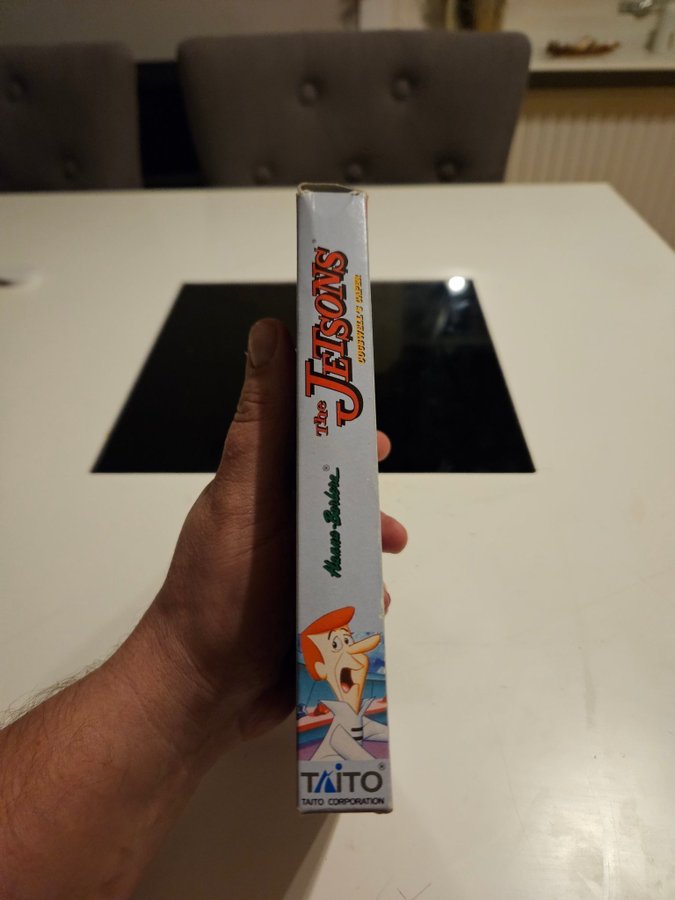 The JETSONS®
COGSWELL'S CAPER
Hanna-Barbera®
TAITO®
TAITO CORPORATION